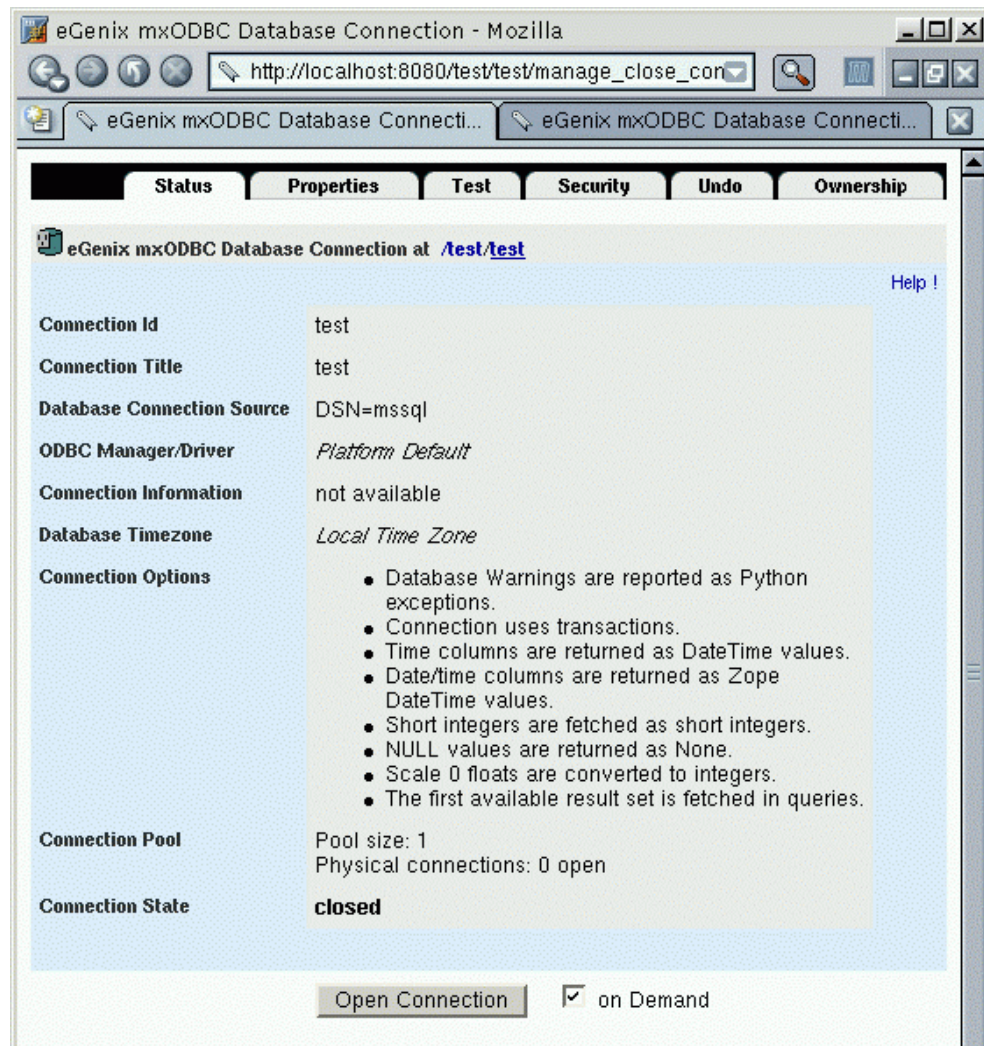 eGenix mxODBC Database Connection - Mozilla
http://localhost:8080/test/test/manage_close_con
eGenix mxODBC Database Connecti... eGenix mxODBC Database Connecti...
Status Properties Test Security Undo Ownership
eGenix mxODBC Database Connection at /test/test
Help !
Connection Id test
Connection Title test
Database Connection Source DSN=mssql
ODBC Manager/Driver Platform Default
Connection Information not available
Database Timezone Local Time Zone
Connection Options • Database Warnings are reported as Python
exceptions.
• Connection uses transactions.
• Time columns are returned as DateTime values.
• Date/time columns are returned as Zope
DateTime values.
• Short integers are fetched as short integers.
• NULL values are returned as None.
• Scale 0 floats are converted to integers.
• The first available result set is fetched in queries.
Connection Pool Pool size: 1
Physical connections: 0 open
Connection State closed
Open Connection on Demand